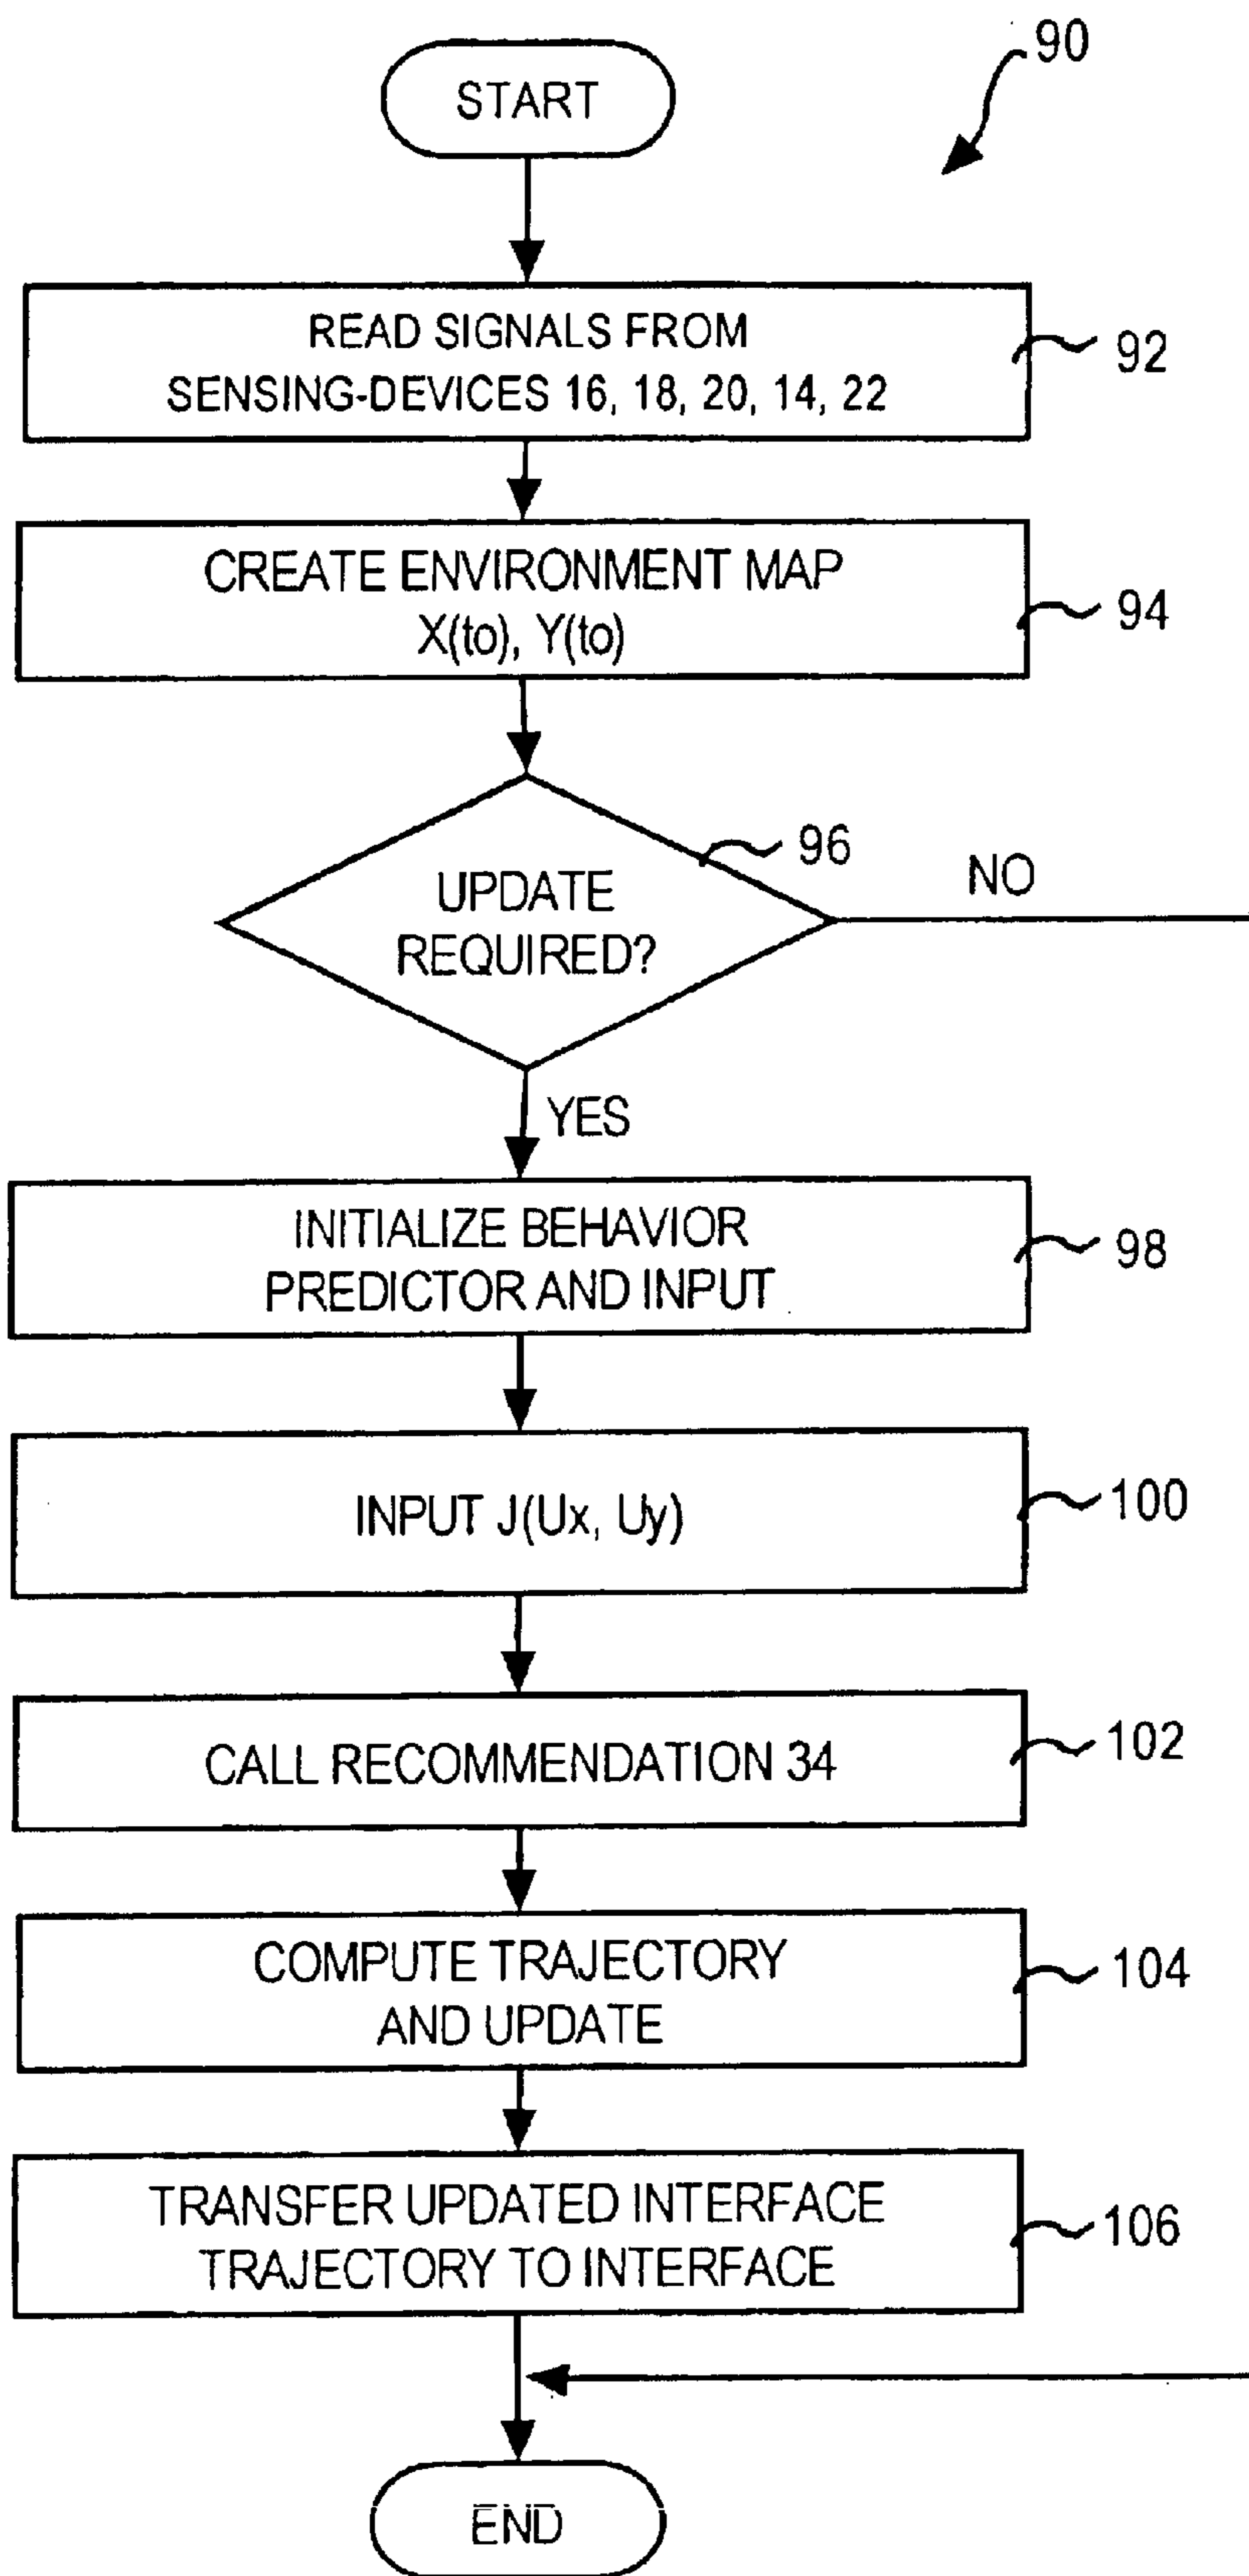 90
START
READ SIGNALS FROM
SENSING-DEVICES 16, 18, 20, 14, 22
92
CREATE ENVIRONMENT MAP
X(to), Y(to)
94
96
NO
UPDATE
REQUIRED?
YES
INITIALIZE BEHAVIOR
PREDICTOR AND INPUT
98
INPUT J(Ux, Uy)
100
CALL RECOMMENDATION 34
102
COMPUTE TRAJECTORY
AND UPDATE
104
TRANSFER UPDATED INTERFACE
TRAJECTORY TO INTERFACE
106
END